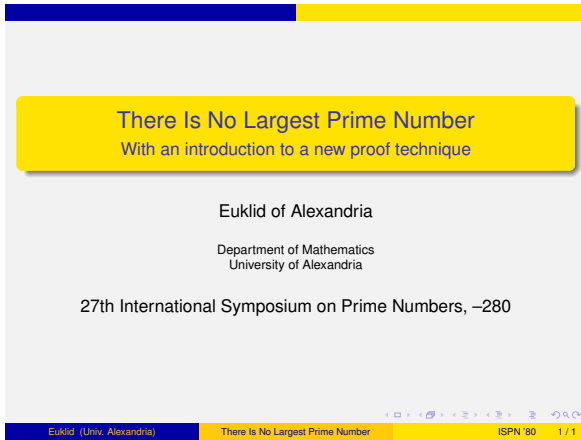 There Is No Largest Prime Number
With an introduction to a new proof technique
Euklid of Alexandria
Department of Mathematics
University of Alexandria
27th International Symposium on Prime Numbers, –280
Euklid (Univ. Alexandria) There Is No Largest Prime Number ISPN ’80 1 / 1